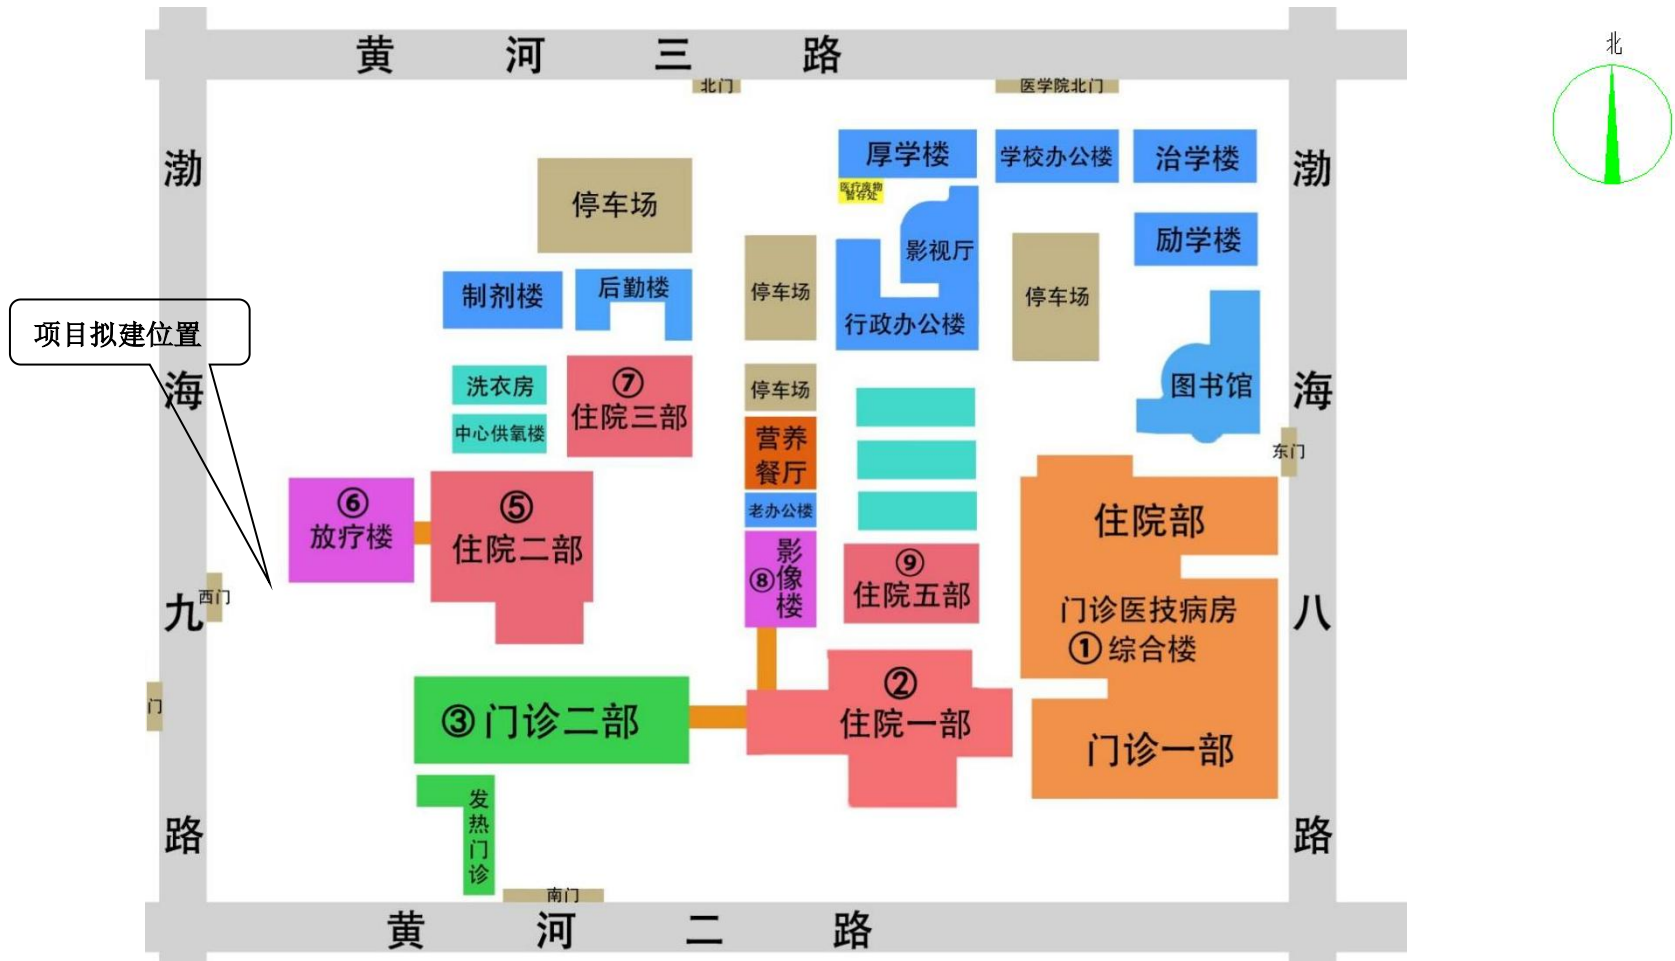 黄河三路
北
北门
医学院北门
渤海九路
渤海八路
厚学楼
学校办公楼
治学楼
医疗废物
暂存处
停车场
励学楼
影视厅
停车场
停车场
制剂楼
后勤楼
行政办公楼
项目拟建位置
洗衣房
⑦
住院三部
停车场
图书馆
中心供氧楼
营养
餐厅
东门
⑥
放疗楼
⑤
住院二部
老办公楼
住院部
⑧影像楼
⑨
住院五部
西门
门诊医技病房
①综合楼
②
住院一部
门
③门诊二部
门诊一部
发热门诊
南门
黄河二路